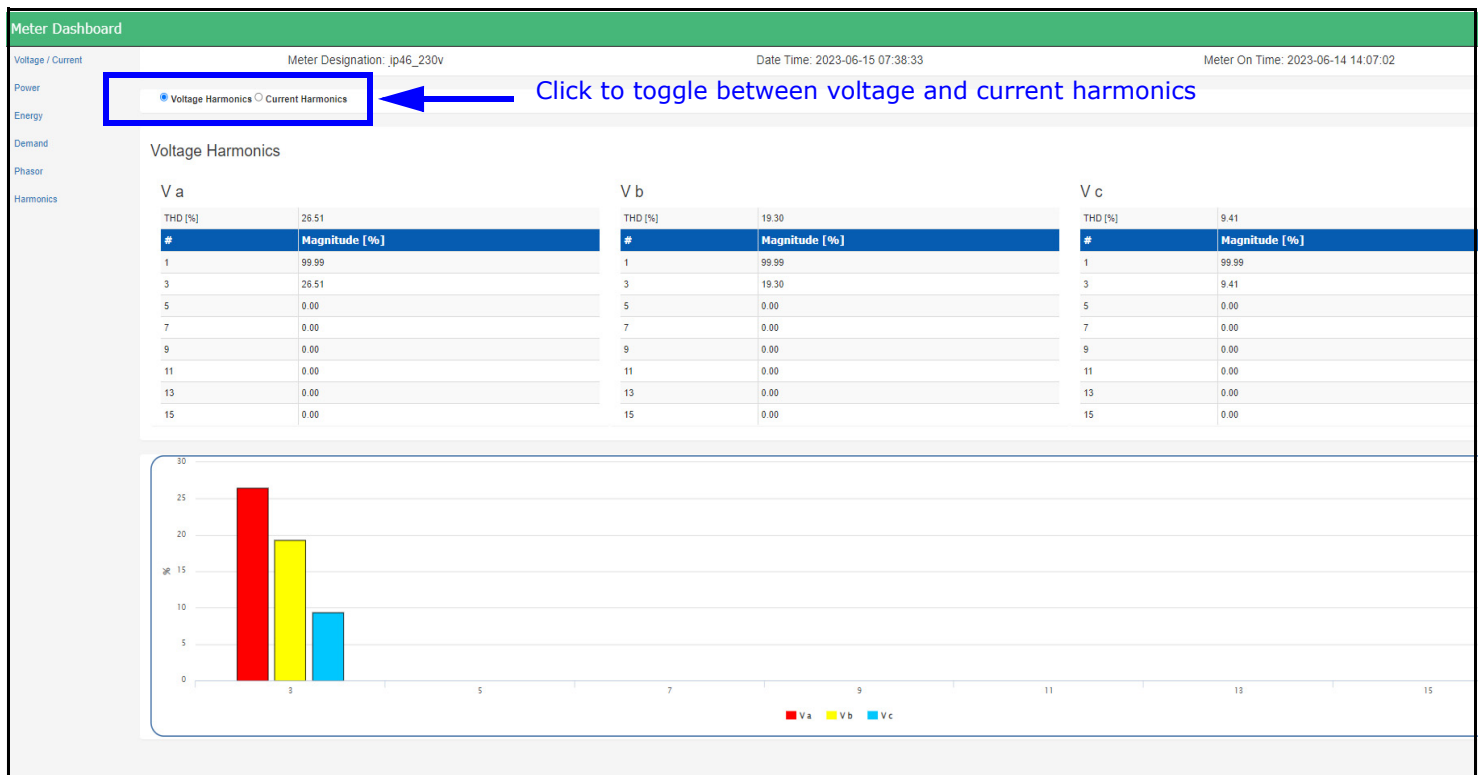 Meter Dashboard
Voltage / Current
Power
Energy
Demand
Phasor
Harmonics
Meter Designation: ip46_230v Date Time: 2023-06-15 07:38:33 Meter On Time: 2023-06-14 14:07:02
Voltage Harmonics Current Harmonics
Click to toggle between voltage and current harmonics
Voltage Harmonics
V a V b V c
THD [%] 26.51 THD [%] 19.30 THD [%] 9.41
# Magnitude [%] # Magnitude [%] # Magnitude [%]
1 99.99 1 99.99 1 99.99
3 26.51 3 19.30 3 9.41
5 0.00 5 0.00 5 0.00
7 0.00 7 0.00 7 0.00
9 0.00 9 0.00 9 0.00
11 0.00 11 0.00 11 0.00
13 0.00 13 0.00 13 0.00
15 0.00 15 0.00 15 0.00
30
25
20
% 15
10
5
0
3 5 7 9 11 13 15
V a V b V c